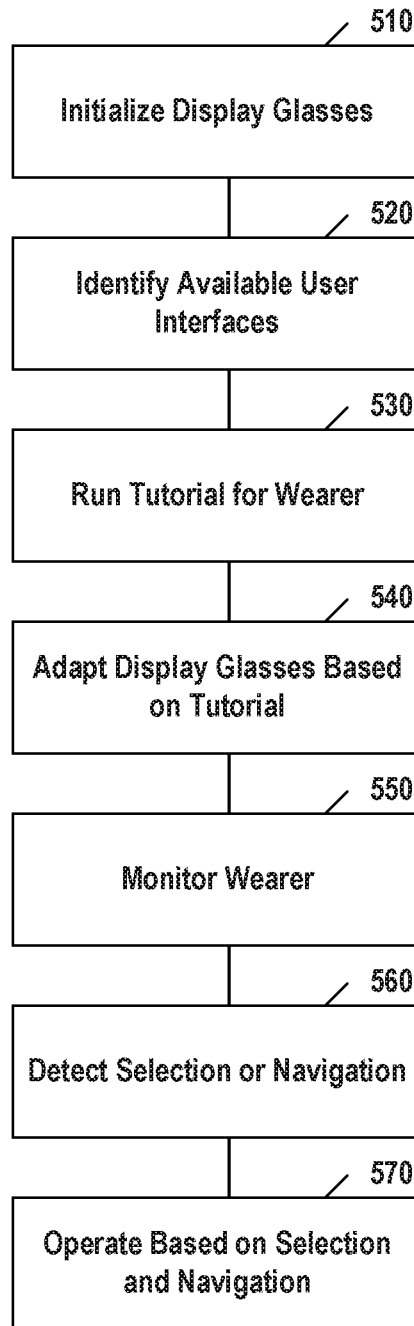 510
Initialize Display Glasses
520
Identify Available User
Interfaces
530
Run Tutorial for Wearer
540
Adapt Display Glasses Based
on Tutorial
550
Monitor Wearer
560
Detect Selection or Navigation
570
Operate Based on Selection
and Navigation